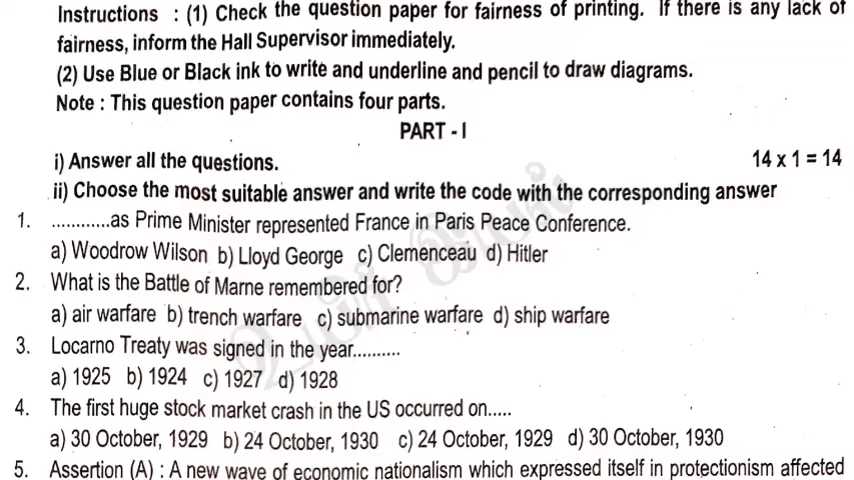 Instructions : (1) Check the question paper for fairness of printing. If there is any lack of
fairness, inform the Hall Supervisor immediately.
(2) Use Blue or Black ink to write and underline and pencil to draw diagrams.
Note : This question paper contains four parts.
PART - I
i) Answer all the questions. 14 x 1 = 14
ii) Choose the most suitable answer and write the code with the corresponding answer
1. ............as Prime Minister represented France in Paris Peace Conference.
a) Woodrow Wilson b) Lloyd George c) Clemenceau d) Hitler
2. What is the Battle of Marne remembered for?
a) air warfare b) trench warfare c) submarine warfare d) ship warfare
3. Locarno Treaty was signed in the year..........
a) 1925 b) 1924 c) 1927 d) 1928
4. The first huge stock market crash in the US occurred on.....
a) 30 October, 1929 b) 24 October, 1930 c) 24 October, 1929 d) 30 October, 1930
5. Assertion (A) : A new wave of economic nationalism which expressed itself in protectionism affected